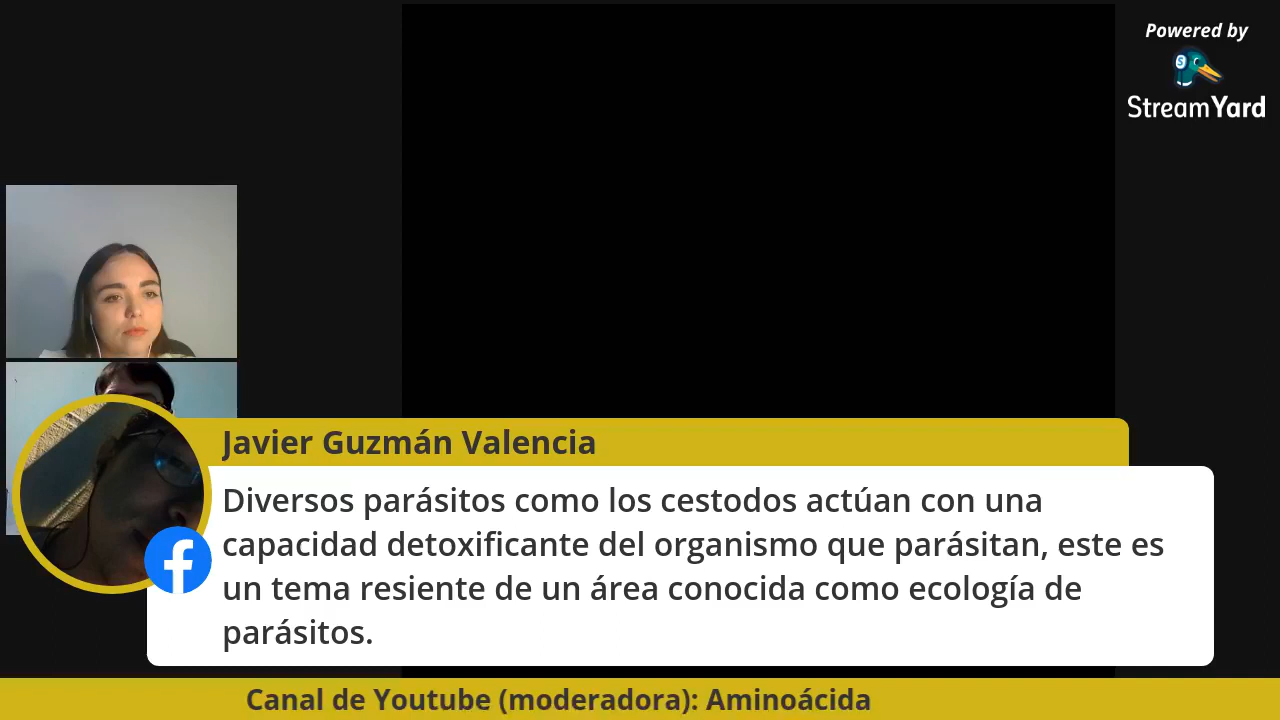 Powered by
StreamYard
Javier Guzmán Valencia
Diversos parásitos como los cestodos actúan con una
capacidad detoxificante del organismo que parásitan, este es
un tema resiente de un área conocida como ecología de
parásitos.
Canal de Youtube (moderadora): Aminoácida